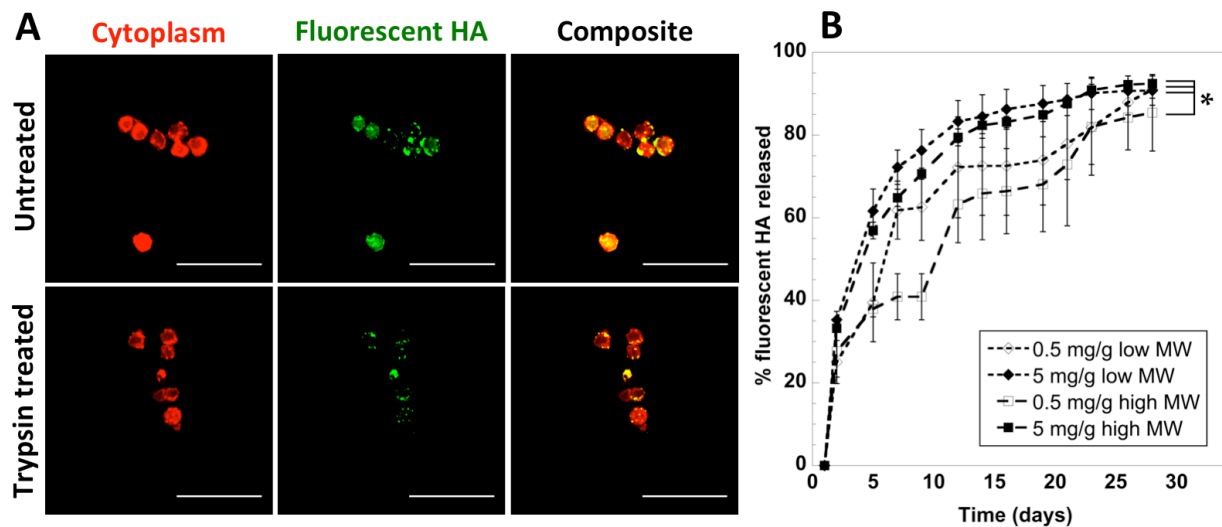 A
Cytoplasm
Fluorescent HA
Composite
Untreated
Trypsin treated
B
% fluorescent HA released
100
80
60
40
20
0
0 5 10 15 20 25 30
Time (days)
*
0.5 mg/g low MW
5 mg/g low MW
0.5 mg/g high MW
5 mg/g high MW